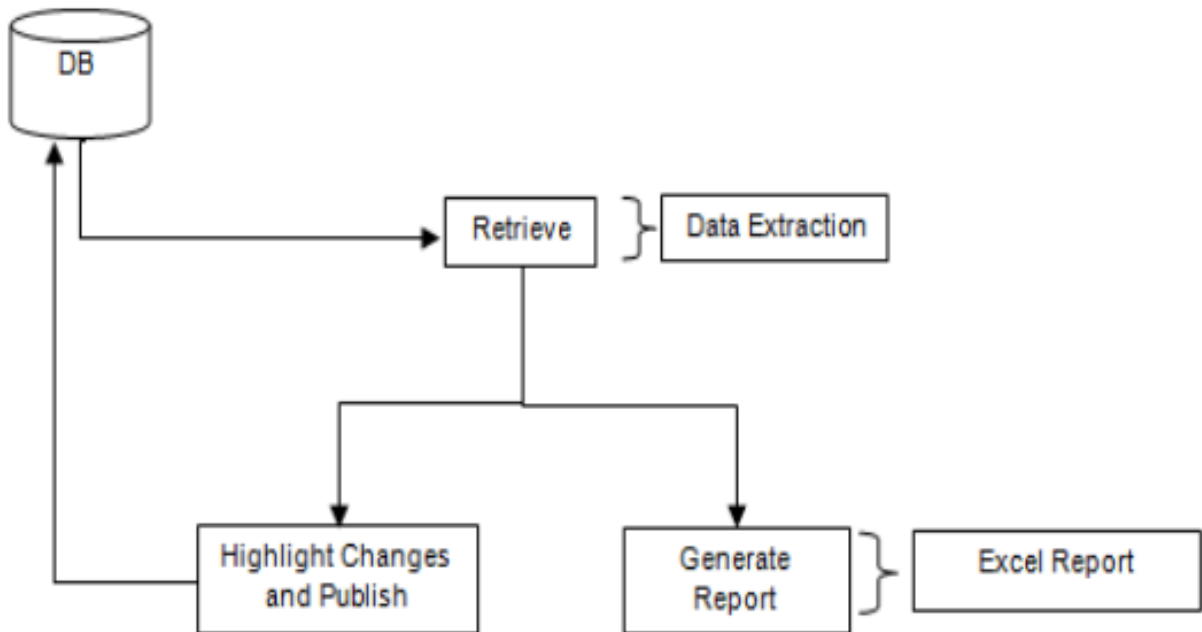 DB
Retrieve
Data Extraction
Highlight Changes
and Publish
Generate
Report
Excel Report